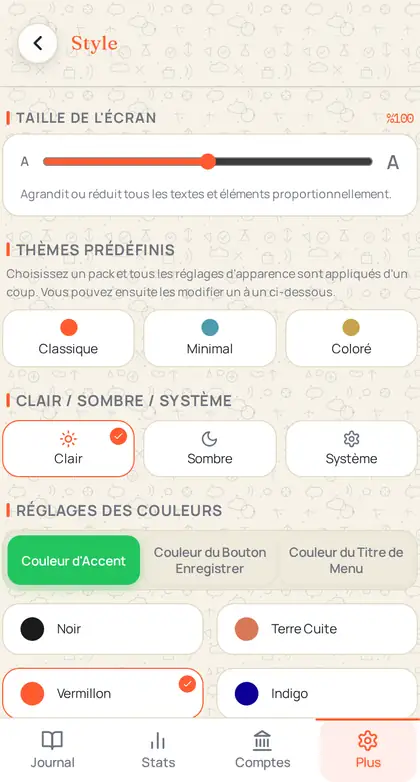 Style
TAILLE DE L'ÉCRAN
%100
A
A
Agrandit ou réduit tous les textes et éléments proportionnellement.
THÈMES PRÉDÉFINIS
Choisissez un pack et tous les réglages d'apparence sont appliqués d'un
coup. Vous pouvez ensuite les modifier un à un ci-dessous.
Classique
Minimal
Coloré
CLAIR / SOMBRE / SYSTÈME
Clair
Sombre
Système
RÉGLAGES DES COULEURS
Couleur d'Accent
Couleur du Bouton
Enregistrer
Couleur du Titre de
Menu
Noir
Terre Cuite
Vermillon
Indigo
Journal
Stats
Comptes
Plus